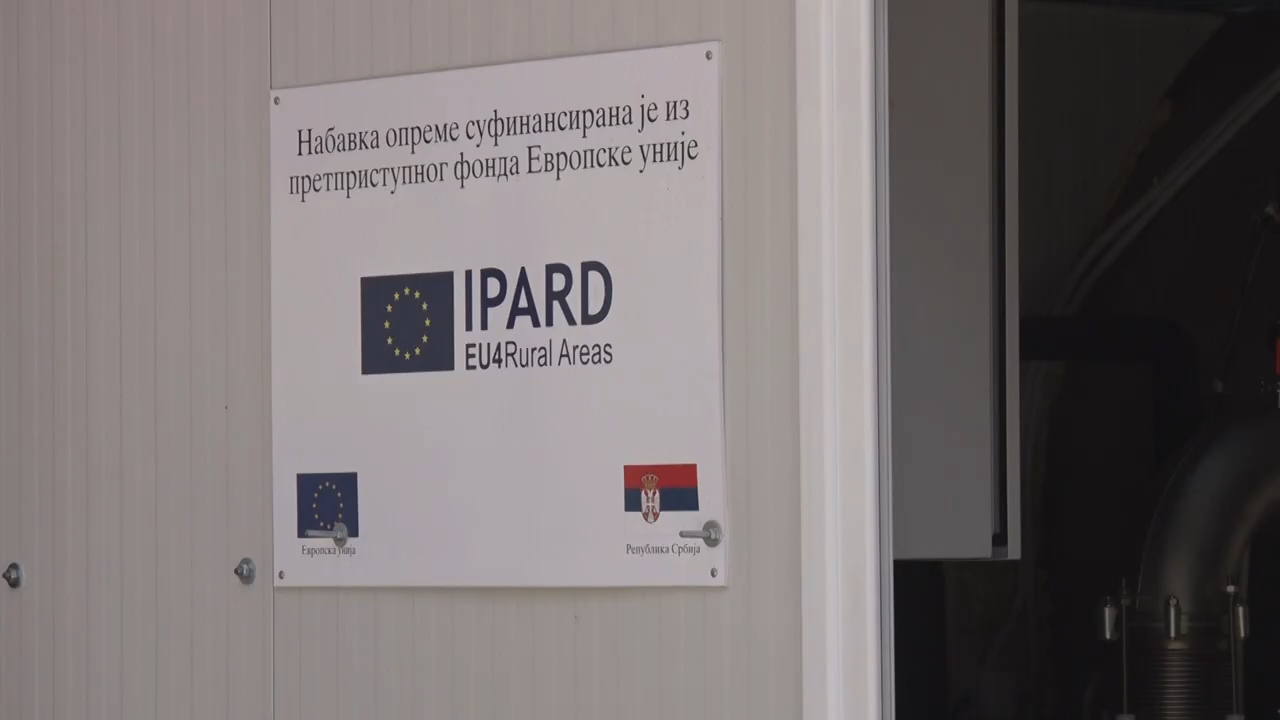 Набавка опреме суфинансирана је из
претприступног фонда Европске уније
IPARD
EU4Rural Areas
Европска унија
Република Србија